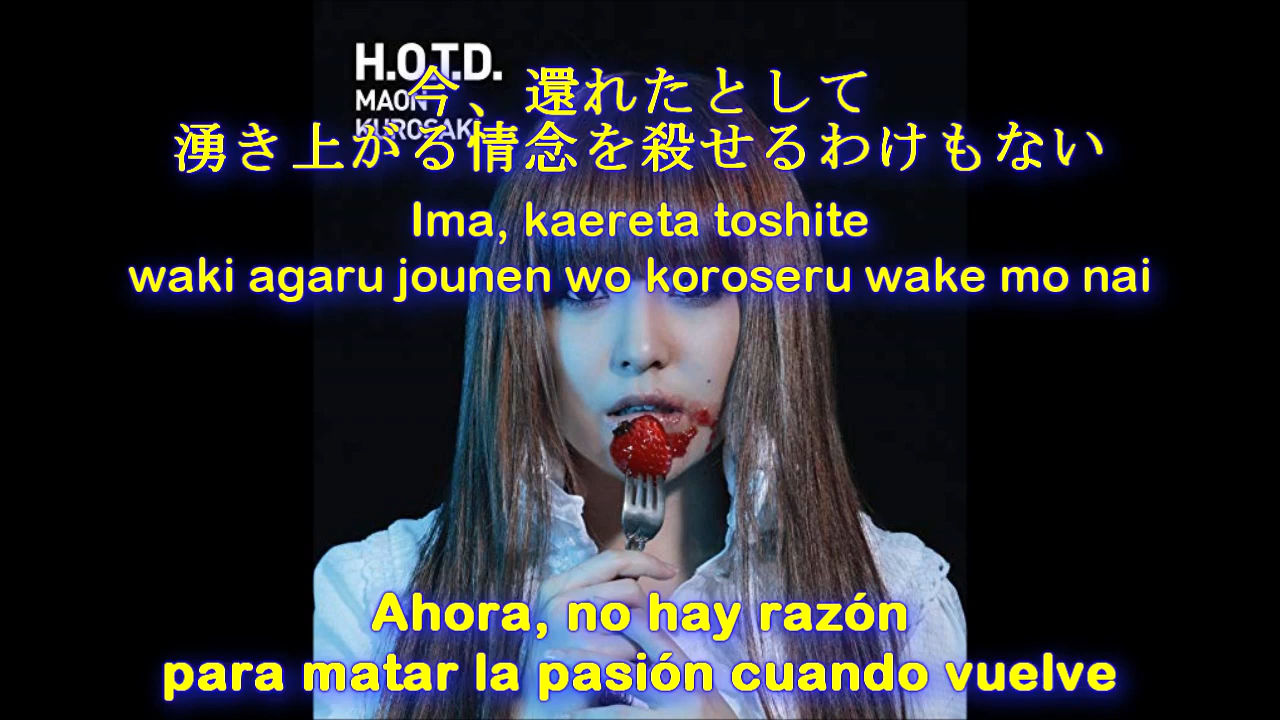 H.O.T.D.
MAON
KUROSAKI
今、還れたとして
湧き上がる情念を殺せるわけもない
Ima, kaereta toshite
waki agaru jounen wo koroseru wake mo nai
Ahora, no hay razón
para matar la pasión cuando vuelve